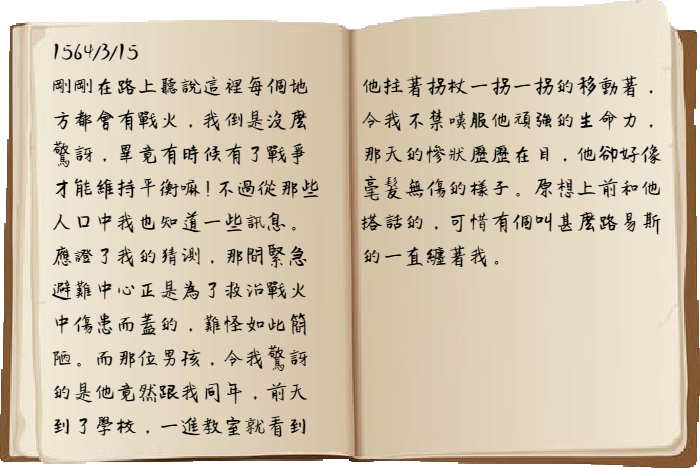 1564/3/15
剛剛在路上聽說這裡每個地
方都會有戰火，我倒是沒麼
驚訝，畢竟有時候有了戰爭
才能維持平衡嘛！不過從那些
人口中我也知道一些訊息。
應證了我的猜測，那間緊急
避難中心正是為了救治戰火
中傷患而蓋的，難怪如此簡
陋。而那位男孩，令我驚訝
的是他竟然跟我同年，前天
到了學校，一進教室就看到
他拄著拐杖一拐一拐的移動著，
令我不禁嘆服他頑強的生命力，
那天的慘狀歷歷在目，他卻好像
毫髮無傷的樣子。原想上前和他
搭話的，可惜有個叫甚麼路易斯
的一直纏著我。